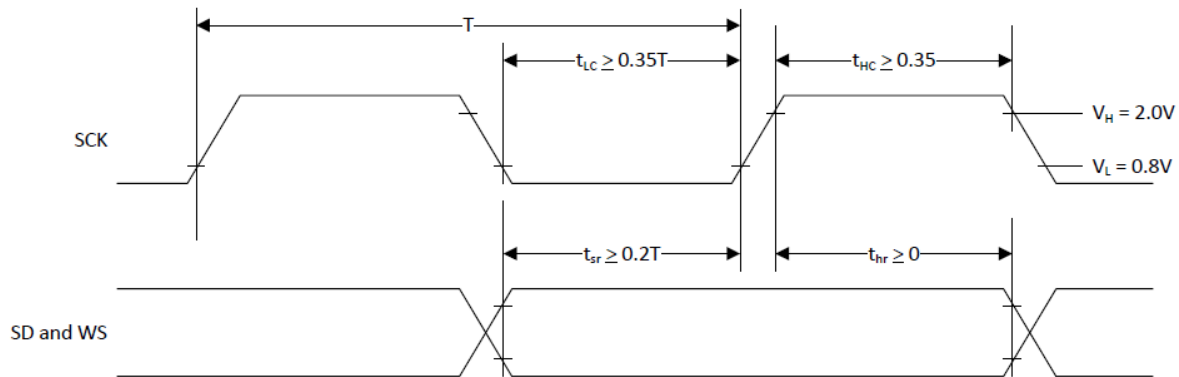 T
t_LC ≥ 0.35T
t_HC ≥ 0.35
SCK
V_H = 2.0V
V_L = 0.8V
t_sr ≥ 0.2T
t_hr ≥ 0
SD and WS